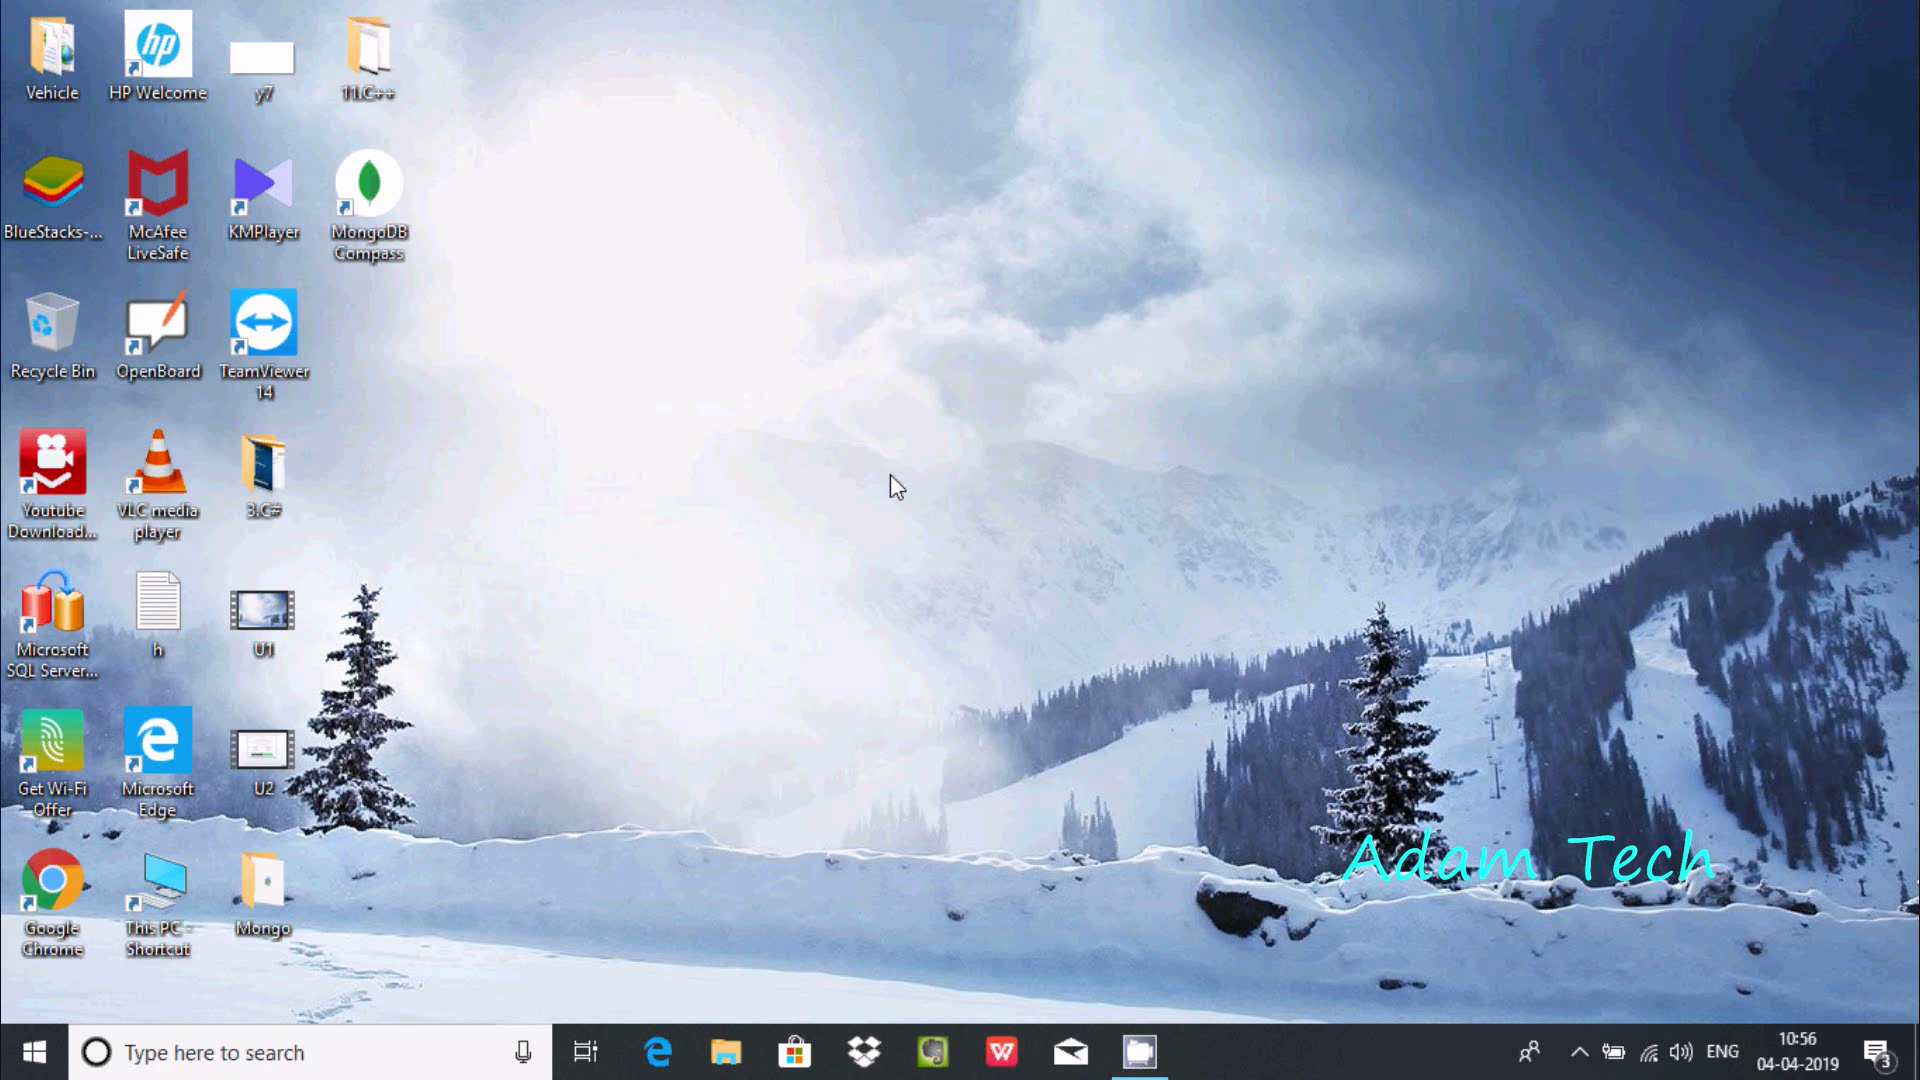 Vehicle
HP Welcome
y7
11.C++
BlueStacks-...
McAfee
LiveSafe
KMPlayer
MongoDB
Compass
Recycle Bin
OpenBoard
TeamViewer
14
Youtube
Download...
VLC media
player
3.C#
Microsoft
SQL Server...
h
U1
Get Wi-Fi
Offer
Microsoft
Edge
U2
Google
Chrome
This PC -
Shortcut
Mongo
Adam Tech
Type here to search
ENG
10:56
04-04-2019
3